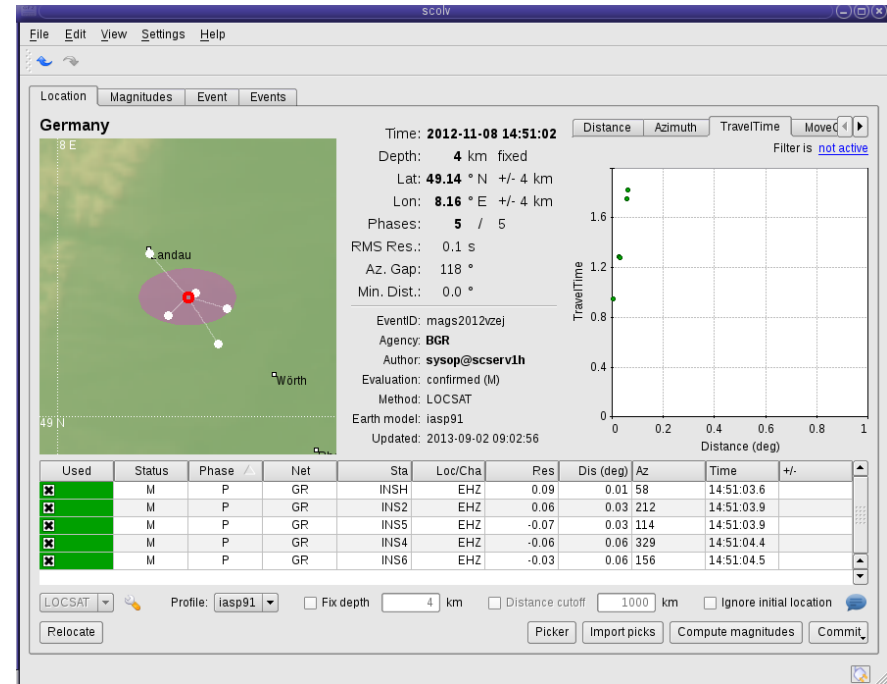 scolv
File Edit View Settings Help
Location Magnitudes Event Events
Germany
8 E
Landau
Wörth
49 N
Time: 2012-11-08 14:51:02
Depth: 4 km fixed
Lat: 49.14 ° N +/- 4 km
Lon: 8.16 ° E +/- 4 km
Phases: 5 / 5
RMS Res.: 0.1 s
Az. Gap: 118 °
Min. Dist.: 0.0 °
EventID: mags2012vzej
Agency: BGR
Author: sysop@scserv1h
Evaluation: confirmed (M)
Method: LOCSAT
Earth model: iasp91
Updated: 2013-09-02 09:02:56
Distance Azimuth TravelTime MoveO
Filter is not active
TravelTime
1.6
1.2
0.8
0.4
0
0 0.2 0.4 0.6 0.8 1
Distance (deg)
Used Status Phase Net Sta Loc/Cha Res Dis (deg) Az Time +/-
M P GR INSH EHZ 0.09 0.01 58 14:51:03.6
M P GR INS2 EHZ 0.06 0.03 212 14:51:03.9
M P GR INS5 EHZ -0.07 0.03 114 14:51:03.9
M P GR INS4 EHZ -0.06 0.06 329 14:51:04.4
M P GR INS6 EHZ -0.03 0.06 156 14:51:04.5
LOCSAT Profile: iasp91 Fix depth 4 km Distance cutoff 1000 km Ignore initial location
Relocate Picker Import picks Compute magnitudes Commit